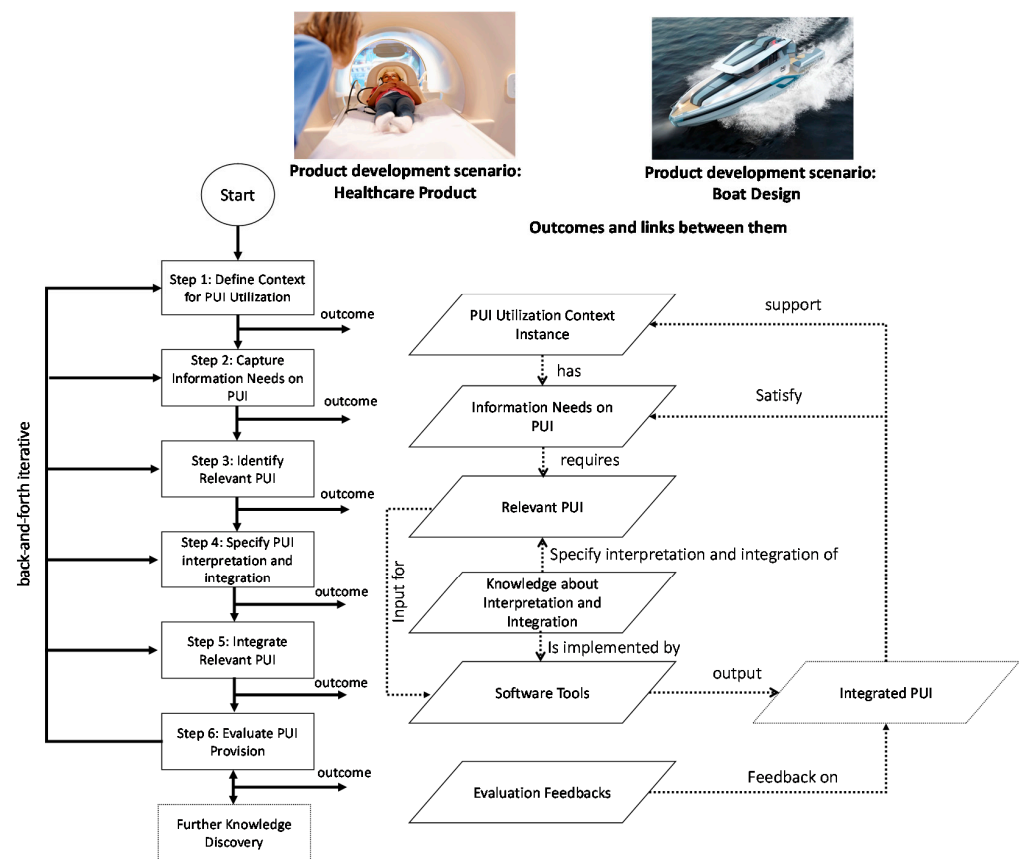 Product development scenario:
Healthcare Product
Product development scenario:
Boat Design
Outcomes and links between them
Start
Step 1: Define Context
for PUI Utilization
outcome
Step 2: Capture
Information Needs on
PUI
outcome
Step 3: Identify
Relevant PUI
outcome
Step 4: Specify PUI
interpretation and
integration
outcome
Step 5: Integrate
Relevant PUI
outcome
Step 6: Evaluate PUI
Provision
outcome
Further Knowledge
Discovery
back-and-forth iterative
PUI Utilization Context
Instance
has
Information Needs on
PUI
requires
Relevant PUI
Specify interpretation and integration of
Knowledge about
Interpretation and
Integration
Is implemented by
Input for
Software Tools
output
Integrated PUI
support
Satisfy
Evaluation Feedbacks
Feedback on